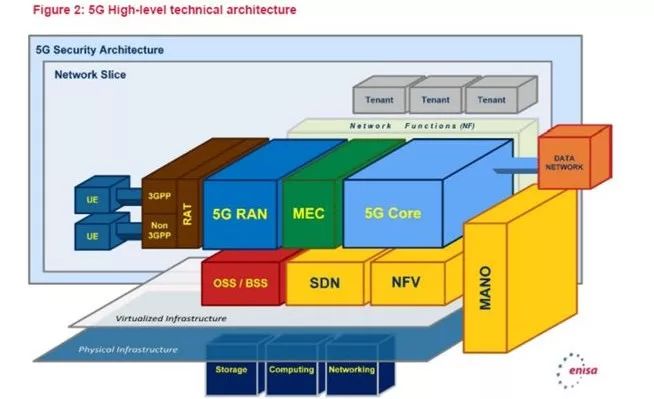 Figure 2: 5G High-level technical architecture
5G Security Architecture
Network Slice
Tenant
Tenant
Tenant
Network Functions (NF)
DATA
NETWORK
UE
3GPP
RAT
5G RAN
MEC
5G Core
UE
Non
3GPP
OSS / BSS
SDN
NFV
MANO
Virtualized Infrastructure
Physical Infrastructure
Storage
Computing
Networking
enisa